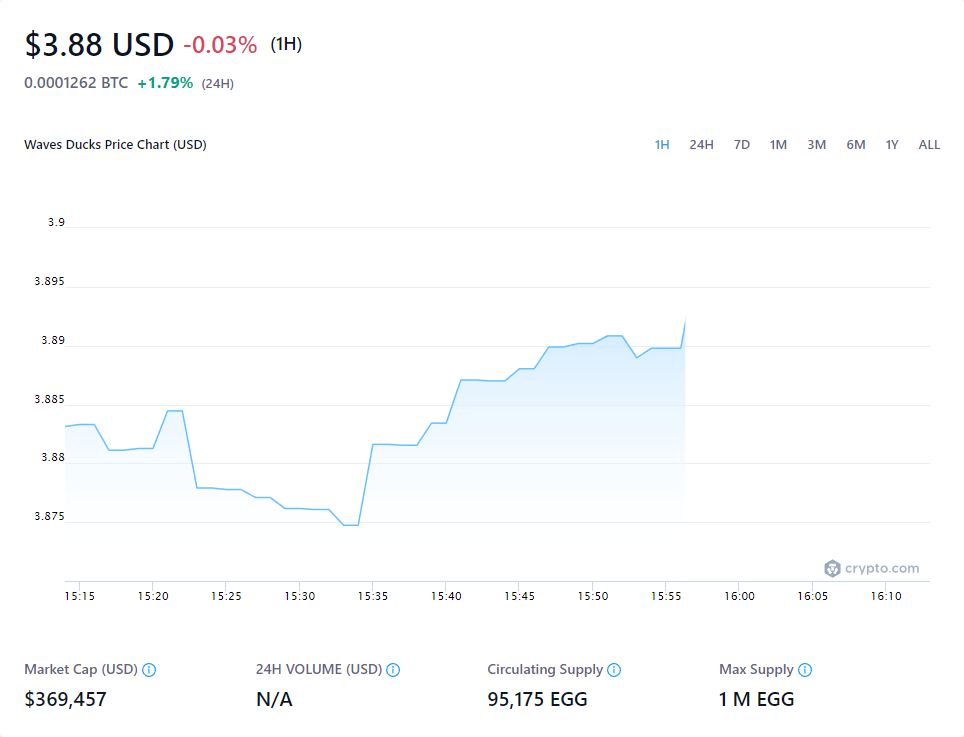 $3.88 USD -0.03% (1H)
0.0001262 BTC +1.79% (24H)
Waves Ducks Price Chart (USD) 1H 24H 7D 1M 3M 6M 1Y ALL
3.9
3.895
3.89
3.885
3.88
3.875
crypto.com
15:15 15:20 15:25 15:30 15:35 15:40 15:45 15:50 15:55 16:00 16:05 16:10
Market Cap (USD) 24H VOLUME (USD) Circulating Supply Max Supply
$369,457 N/A 95,175 EGG 1 M EGG